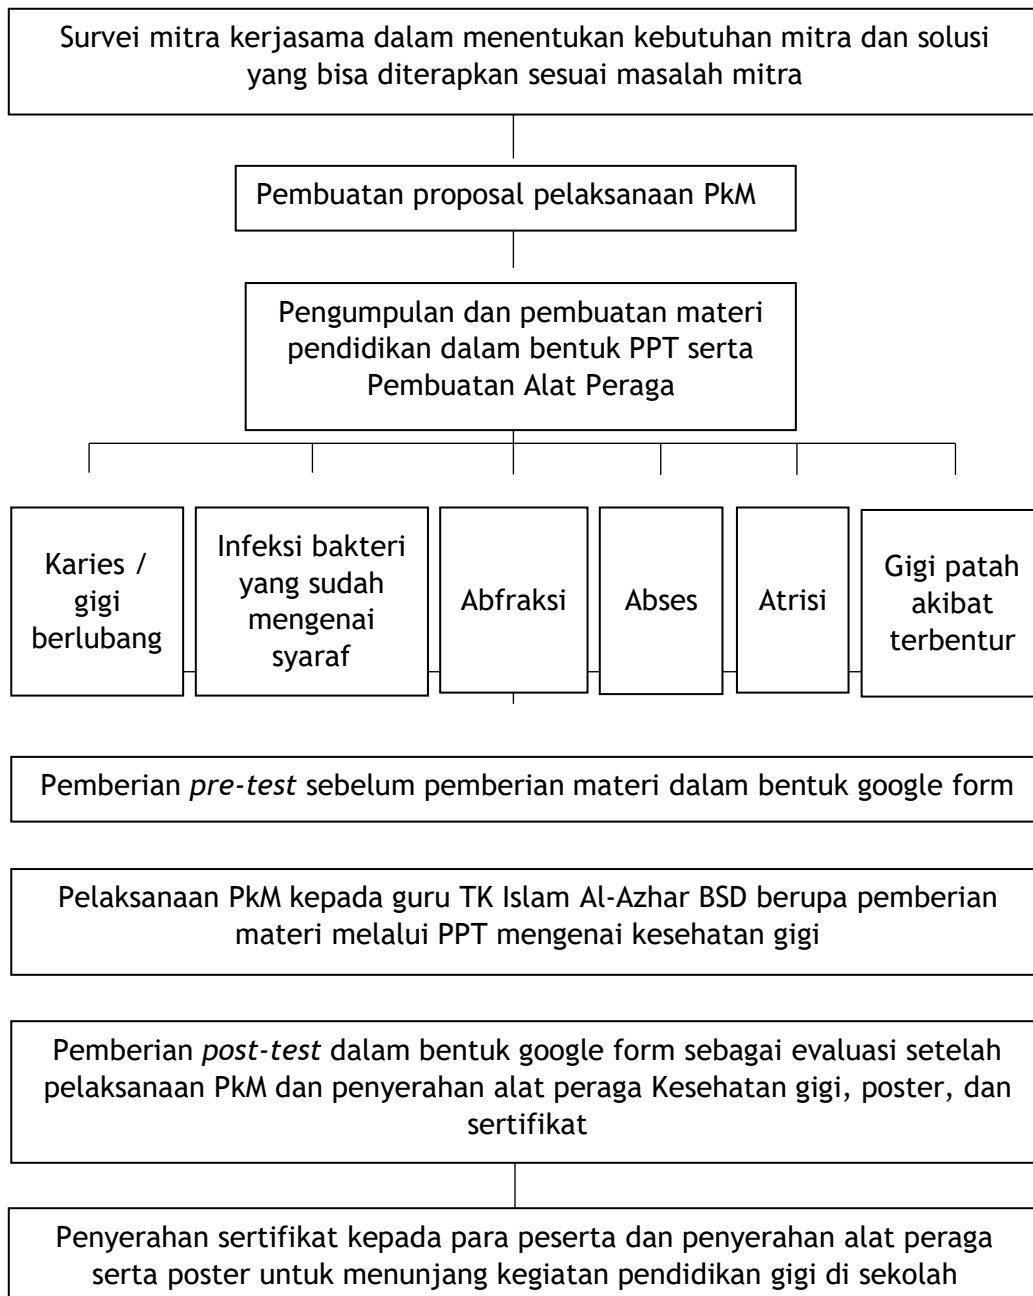 Survei mitra kerjasama dalam menentukan kebutuhan mitra dan solusi
yang bisa diterapkan sesuai masalah mitra
Pembuatan proposal pelaksanaan PkM
Pengumpulan dan pembuatan materi
pendidikan dalam bentuk PPT serta
Pembuatan Alat Peraga
Karies /
gigi
berlubang
Infeksi bakteri
yang sudah
mengenai
syaraf
Abfraksi
Abses
Atrisi
Gigi patah
akibat
terbentur
Pemberian pre-test sebelum pemberian materi dalam bentuk google form
Pelaksanaan PkM kepada guru TK Islam Al-Azhar BSD berupa pemberian
materi melalui PPT mengenai kesehatan gigi
Pemberian post-test dalam bentuk google form sebagai evaluasi setelah
pelaksanaan PkM dan penyerahan alat peraga Kesehatan gigi, poster, dan
sertifikat
Penyerahan sertifikat kepada para peserta dan penyerahan alat peraga
serta poster untuk menunjang kegiatan pendidikan gigi di sekolah